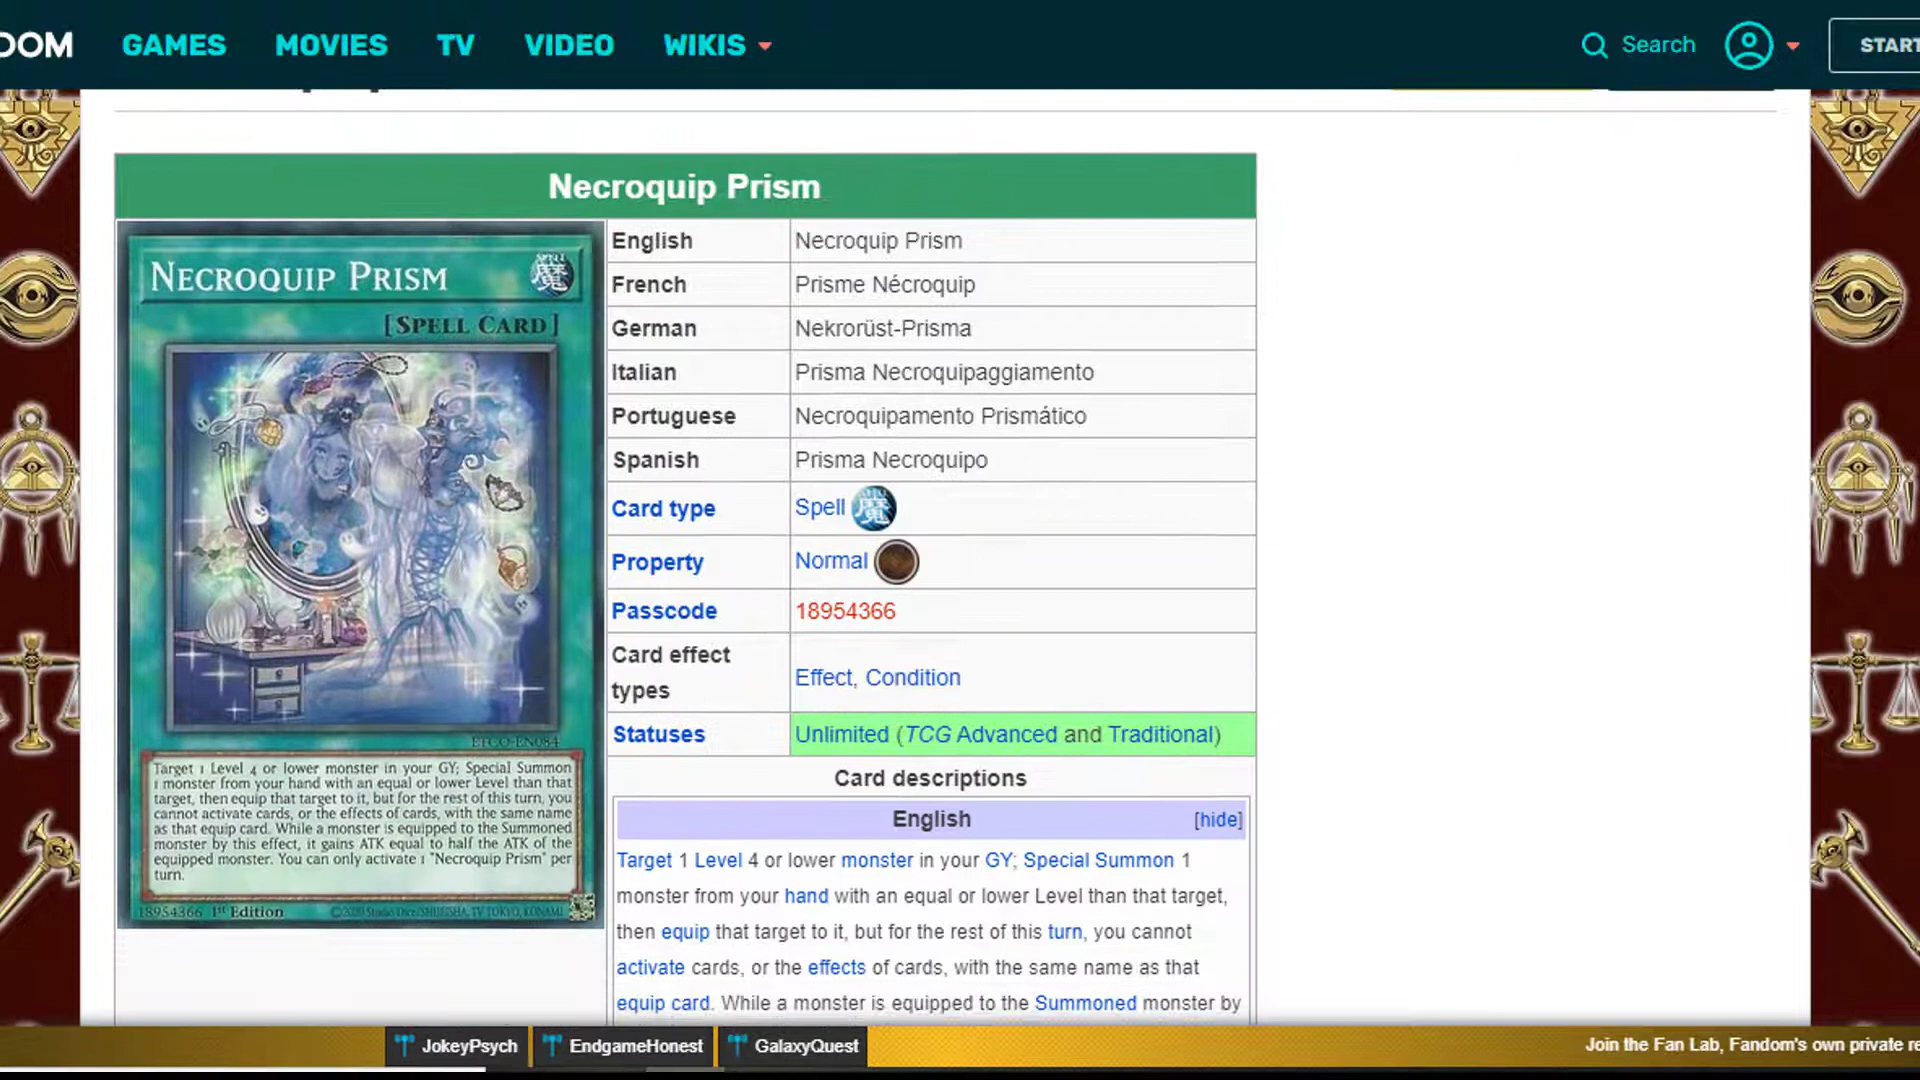 DOM GAMES MOVIES TV VIDEO WIKIS Search START
Necroquip Prism
NECROQUIP PRISM
[SPELL CARD]
ETCO-EN084
Target 1 Level 4 or lower monster in your GY; Special Summon
1 monster from your hand with an equal or lower Level than that
target, then equip that target to it, but for the rest of this turn, you
cannot activate cards, or the effects of cards, with the same name
as that equip card. While a monster is equipped to the Summoned
monster by this effect, it gains ATK equal to half the ATK of the
equipped monster. You can only activate 1 "Necroquip Prism" per
turn.
18954366 1st Edition ©2020 Studio Dice/SHUEISHA, TV TOKYO, KONAMI
English Necroquip Prism
French Prisme Nécroquip
German Nekrorüst-Prisma
Italian Prisma Necroquipaggiamento
Portuguese Necroquipamento Prismático
Spanish Prisma Necroquipo
Card type Spell
Property Normal
Passcode 18954366
Card effect
types
Effect, Condition
Statuses Unlimited (TCG Advanced and Traditional)
Card descriptions
English [hide]
Target 1 Level 4 or lower monster in your GY; Special Summon 1
monster from your hand with an equal or lower Level than that target,
then equip that target to it, but for the rest of this turn, you cannot
activate cards, or the effects of cards, with the same name as that
equip card. While a monster is equipped to the Summoned monster by
JokeyPsych EndgameHonest GalaxyQuest Join the Fan Lab, Fandom's own private re